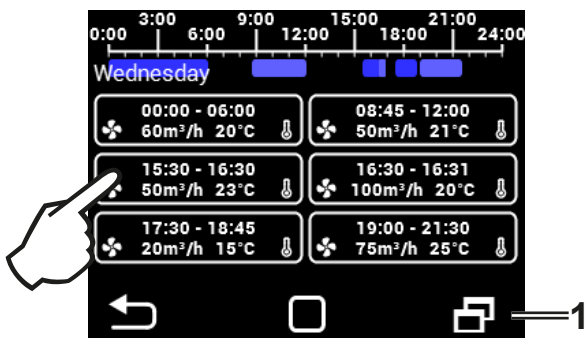 3:00 9:00 15:00 21:00
0:00 6:00 12:00 18:00 24:00
Wednesday
00:00 - 06:00
60m³/h 20°C
08:45 - 12:00
50m³/h 21°C
15:30 - 16:30
50m³/h 23°C
16:30 - 16:31
100m³/h 20°C
17:30 - 18:45
20m³/h 15°C
19:00 - 21:30
75m³/h 25°C
1